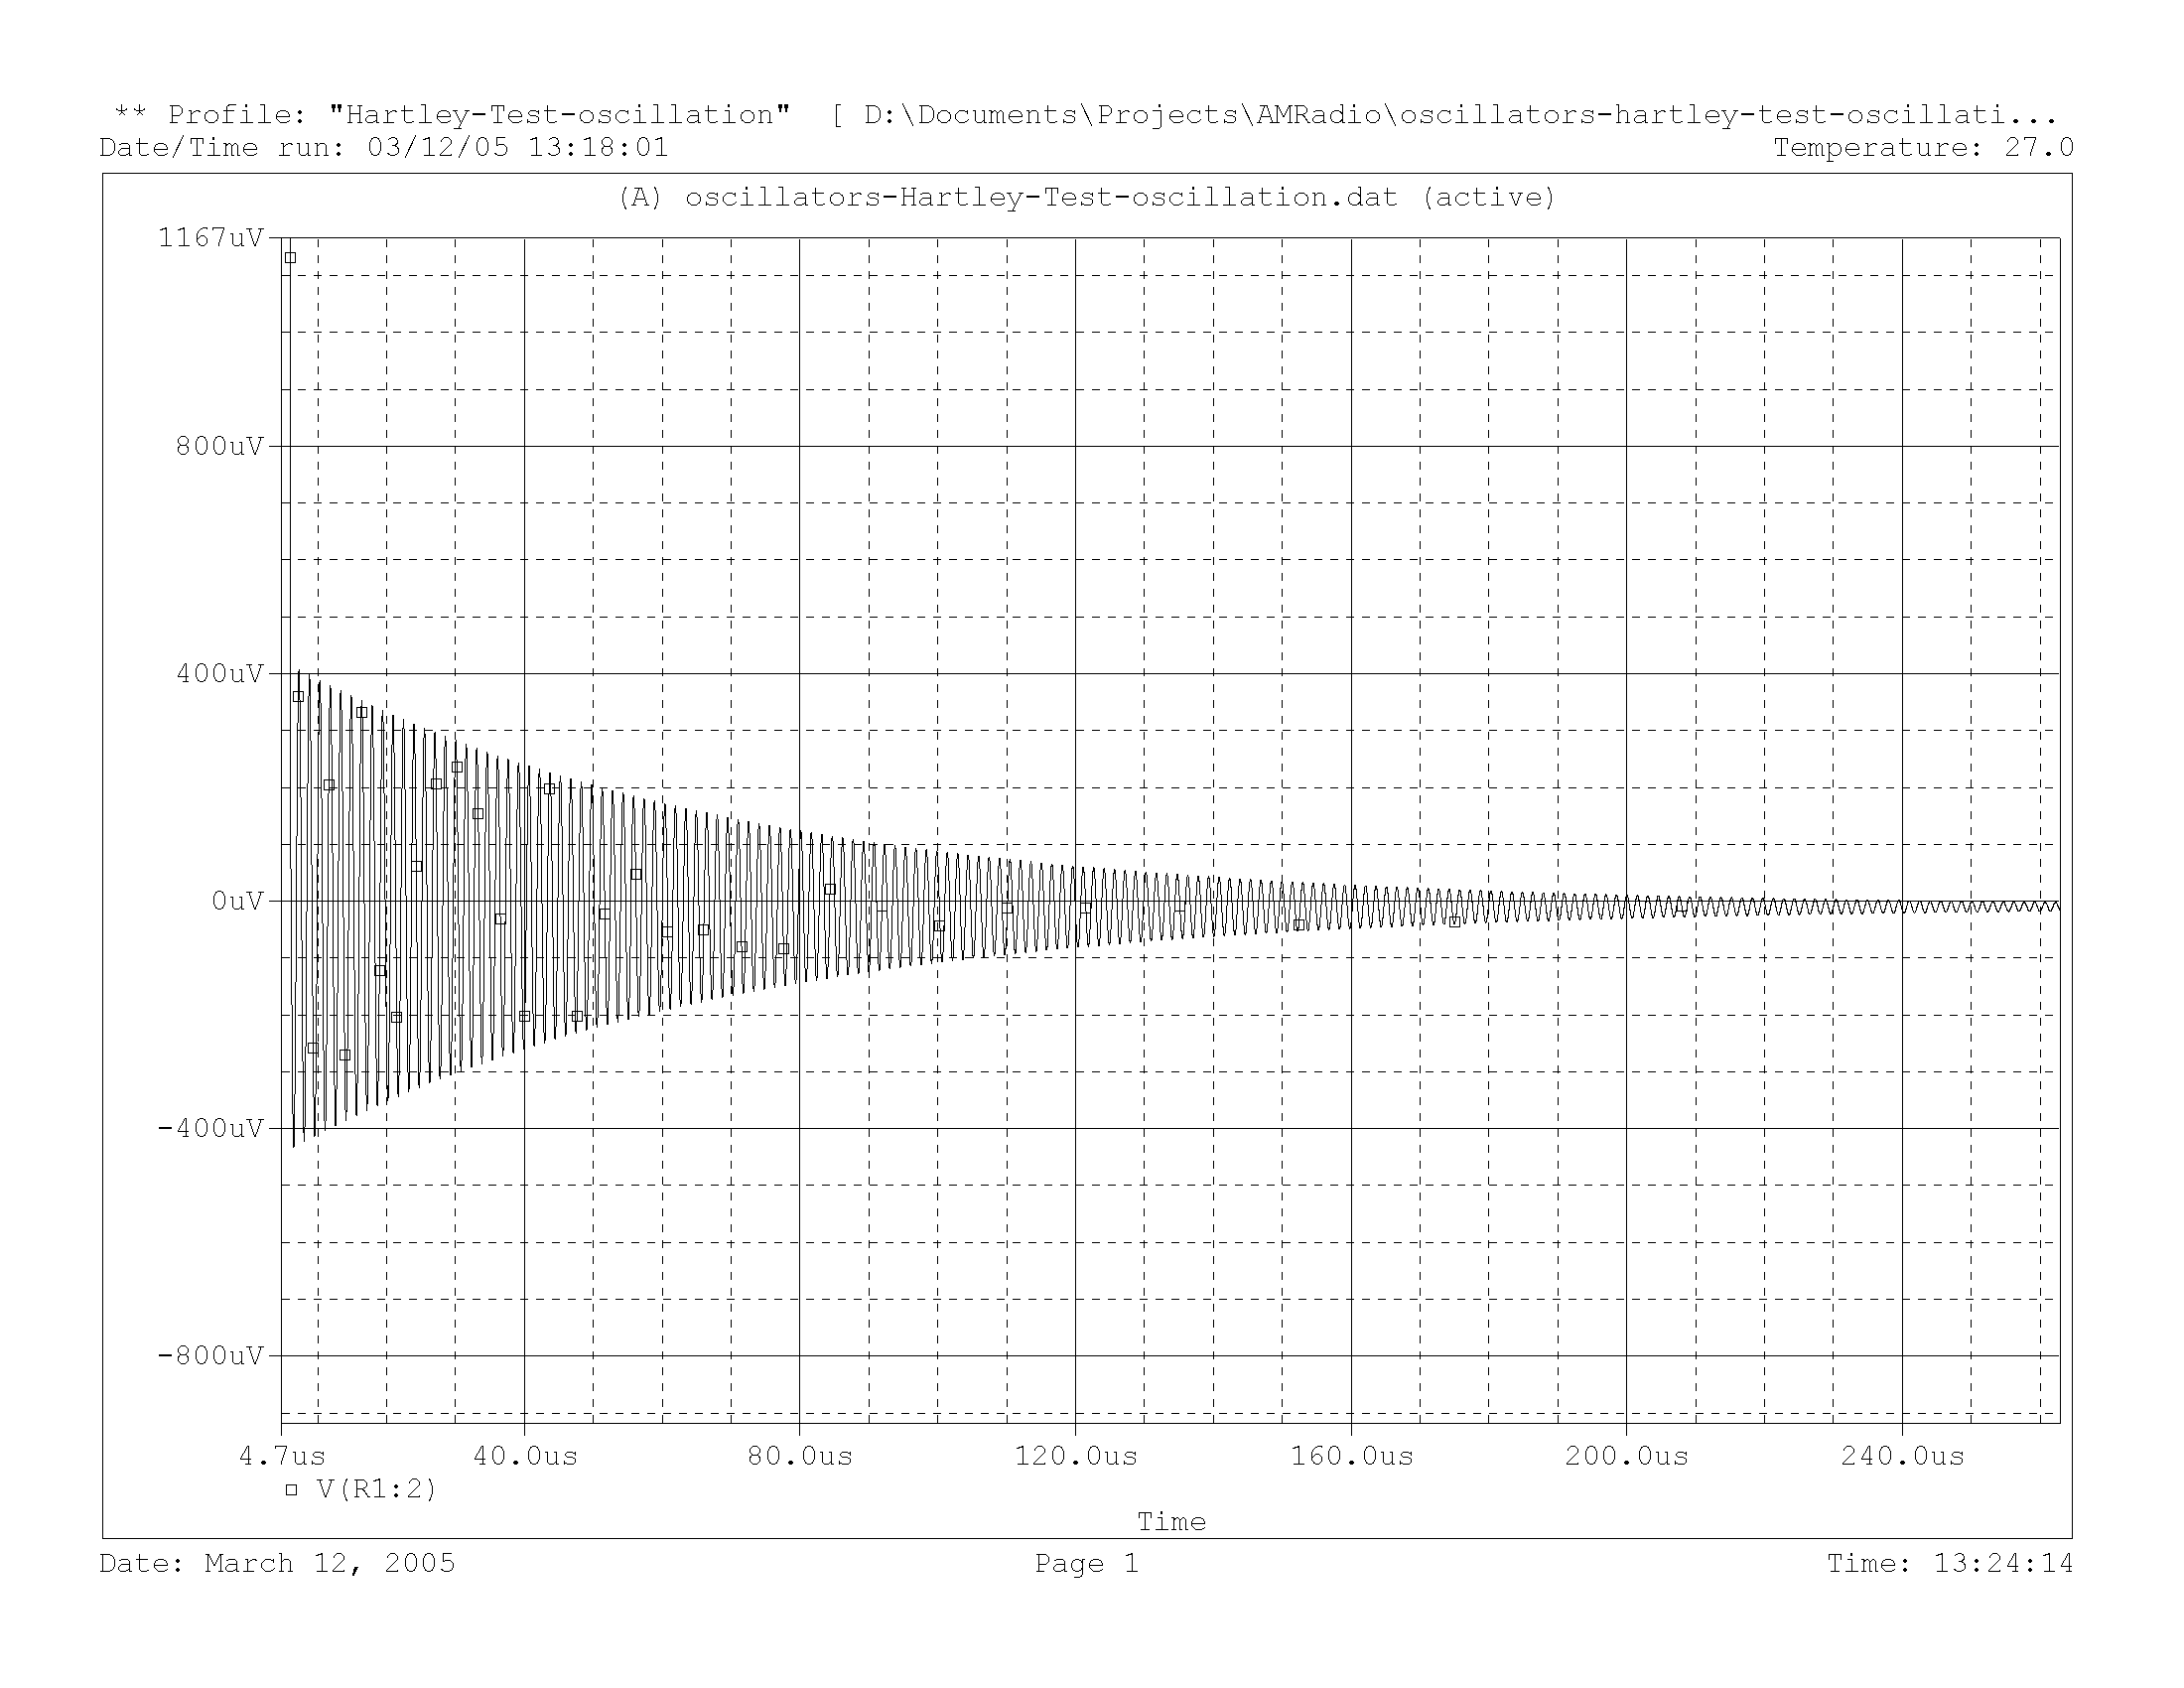 ** Profile: "Hartley-Test-oscillation"  [ D:\Documents\Projects\AMRadio\oscillators-hartley-test-oscillati...
Date/Time run: 03/12/05 13:18:01 Temperature: 27.0
(A) oscillators-Hartley-Test-oscillation.dat (active)
1167uV
800uV
400uV
0uV
-400uV
-800uV
4.7us 40.0us 80.0us 120.0us 160.0us 200.0us 240.0us
V(R1:2)
Time
Date: March 12, 2005 Page 1 Time: 13:24:14